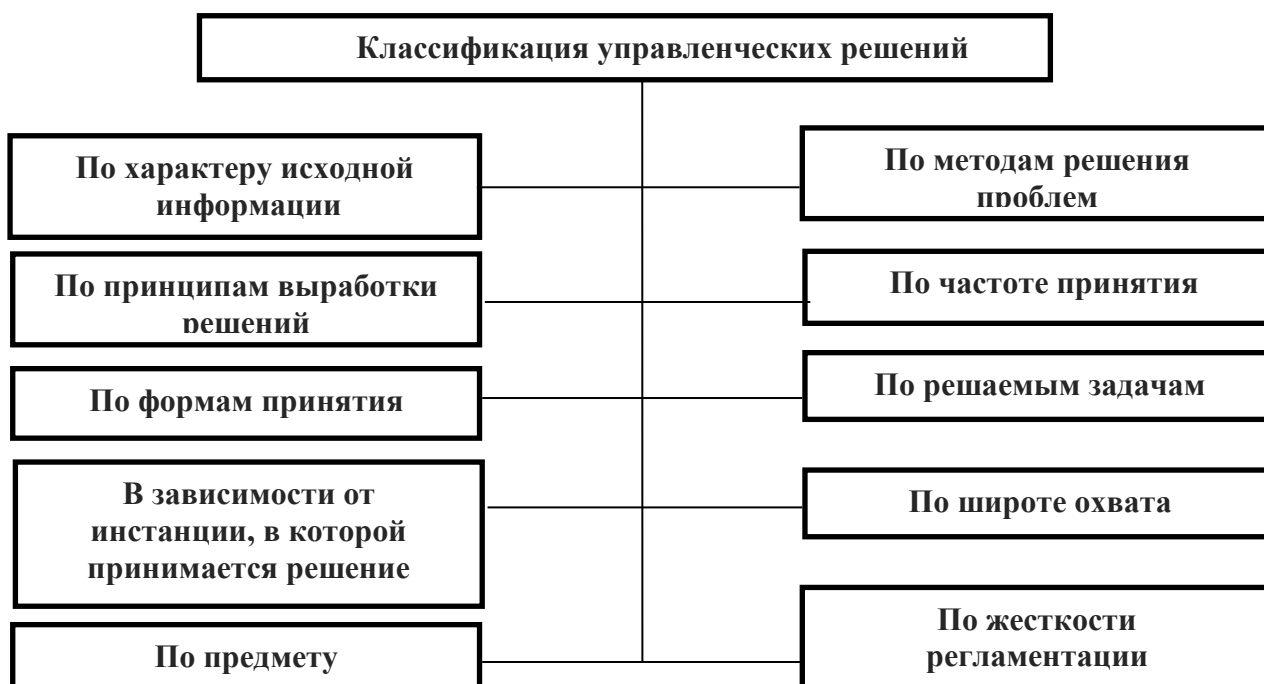 Классификация управленческих решений
По характеру исходной
информации
По принципам выработки
решений
По формам принятия
В зависимости от
инстанции, в которой
принимается решение
По предмету
По методам решения
проблем
По частоте принятия
По решаемым задачам
По широте охвата
По жесткости
регламентации